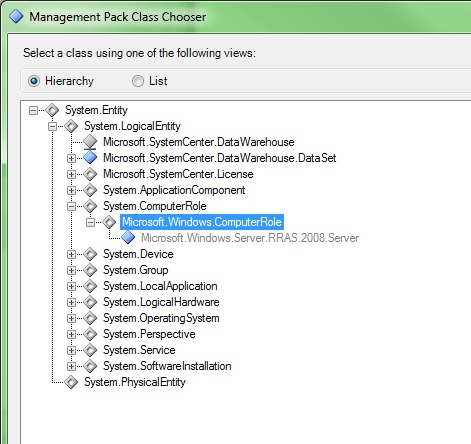 Management Pack Class Chooser
Select a class using one of the following views:
Hierarchy List
System.Entity
System.LogicalEntity
Microsoft.SystemCenter.DataWarehouse
Microsoft.SystemCenter.DataWarehouse.DataSet
Microsoft.SystemCenter.License
System.ApplicationComponent
System.ComputerRole
Microsoft.Windows.ComputerRole
Microsoft.Windows.Server.RRAS.2008.Server
System.Device
System.Group
System.LocalApplication
System.LogicalHardware
System.OperatingSystem
System.Perspective
System.Service
System.SoftwareInstallation
System.PhysicalEntity